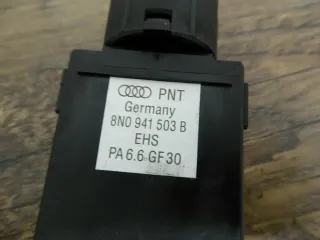 PNT
Germany
8N0 941 503 B
EHS
PA 6.6 GF30